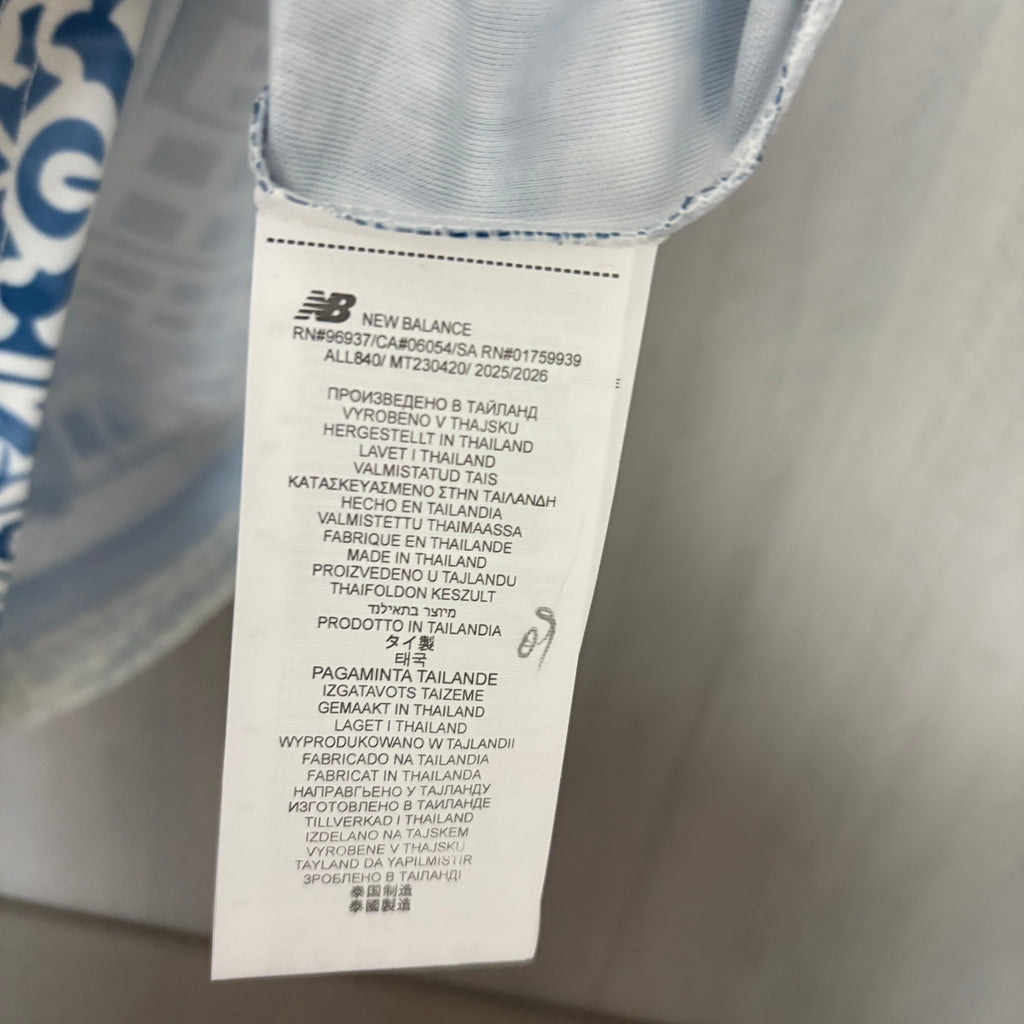 NB NEW BALANCE
RN#96937/CA#06054/SA RN#01759939
ALL840/ MT230420/ 2025/2026
ПРОИЗВЕДЕНО В ТАЙЛАНД
VYROBENO V THAJSKU
HERGESTELLT IN THAILAND
LAVET I THAILAND
VALMISTATUD TAIS
ΚΑΤΑΣΚΕΥΑΣΜΕΝΟ ΣΤΗΝ ΤΑΙΛΑΝΔΗ
HECHO EN TAILANDIA
VALMISTETTU THAIMAASSA
FABRIQUE EN THAILANDE
MADE IN THAILAND
PROIZVEDENO U TAJLANDU
THAIFOLDON KESZULT
מיוצר בתאילנד
PRODOTTO IN TAILANDIA
タイ製
태국
PAGAMINTA TAILANDE
IZGATAVOTS TAIZEME
GEMAAKT IN THAILAND
LAGET I THAILAND
WYPRODUKOWANO W TAJLANDII
FABRICADO NA TAILANDIA
FABRICAT IN THAILANDA
НАПРАВГЬЕНО У ТАЈЛАНДУ
ИЗГОТОВЛЕНО В ТАИЛАНДЕ
TILLVERKAD I THAILAND
IZDELANO NA TAJSKEM
VYROBENE V THAJSKU
TAYLAND DA YAPILMISTIR
ЗРОБЛЕНО В ТАІЛАНДІ
泰国制造
泰國製造